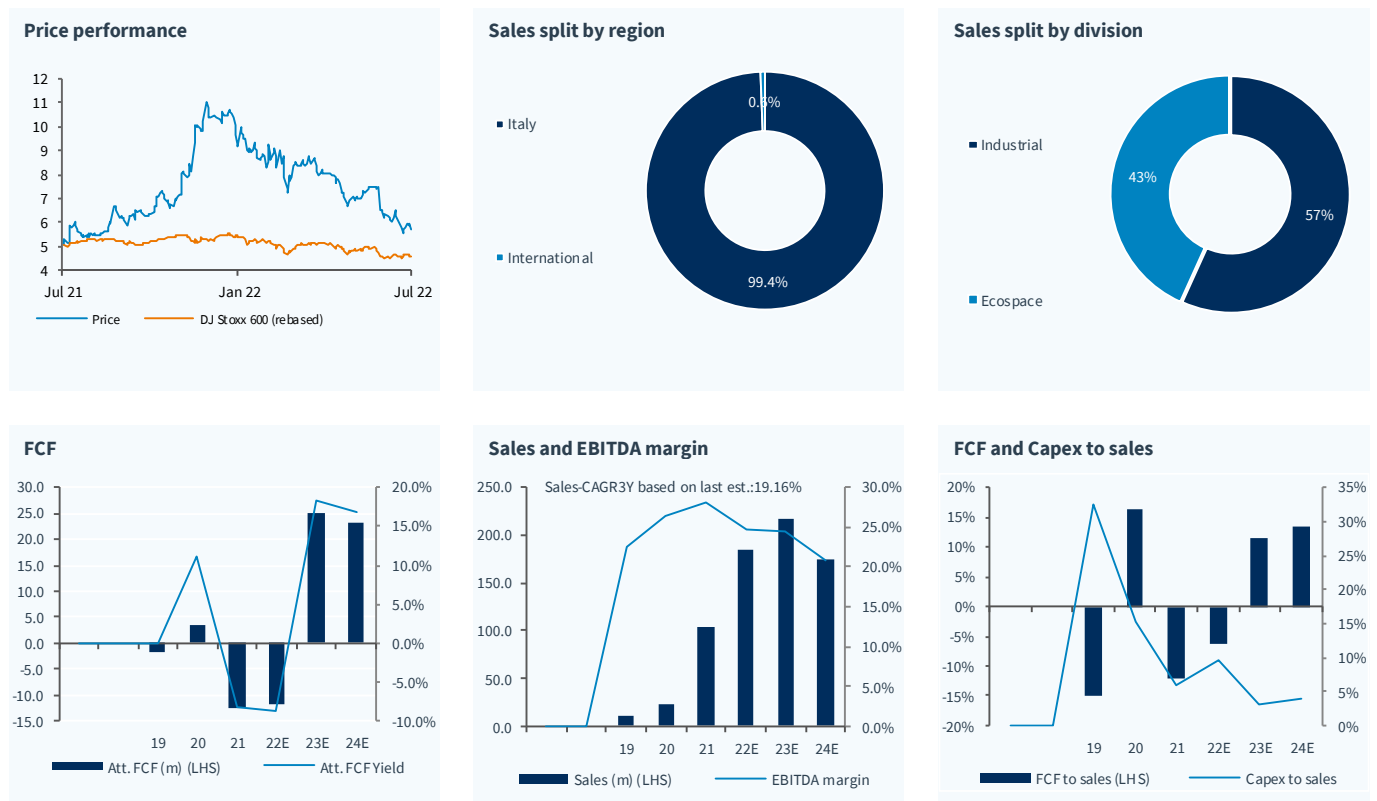 Price performance
12
11
10
9
8
7
6
5
4
Jul 21
Jan 22
Jul 22
Price
DJ Stoxx 600 (rebased)
Sales split by region
Italy
International
0.6%
99.4%
Sales split by division
Industrial
Ecospace
43%
57%
FCF
30.0
25.0
20.0
15.0
10.0
5.0
0.0
-5.0
-10.0
-15.0
20.0%
15.0%
10.0%
5.0%
0.0%
-5.0%
-10.0%
19 20 21 22E 23E 24E
Att. FCF (m) (LHS)
Att. FCF Yield
Sales and EBITDA margin
Sales-CAGR3Y based on last est.:19.16%
250.0
200.0
150.0
100.0
50.0
0.0
30.0%
25.0%
20.0%
15.0%
10.0%
5.0%
0.0%
19 20 21 22E 23E 24E
Sales (m) (LHS)
EBITDA margin
FCF and Capex to sales
20%
15%
10%
5%
0%
-5%
-10%
-15%
-20%
35%
30%
25%
20%
15%
10%
5%
0%
19 20 21 22E 23E 24E
FCF to sales (LHS)
Capex to sales